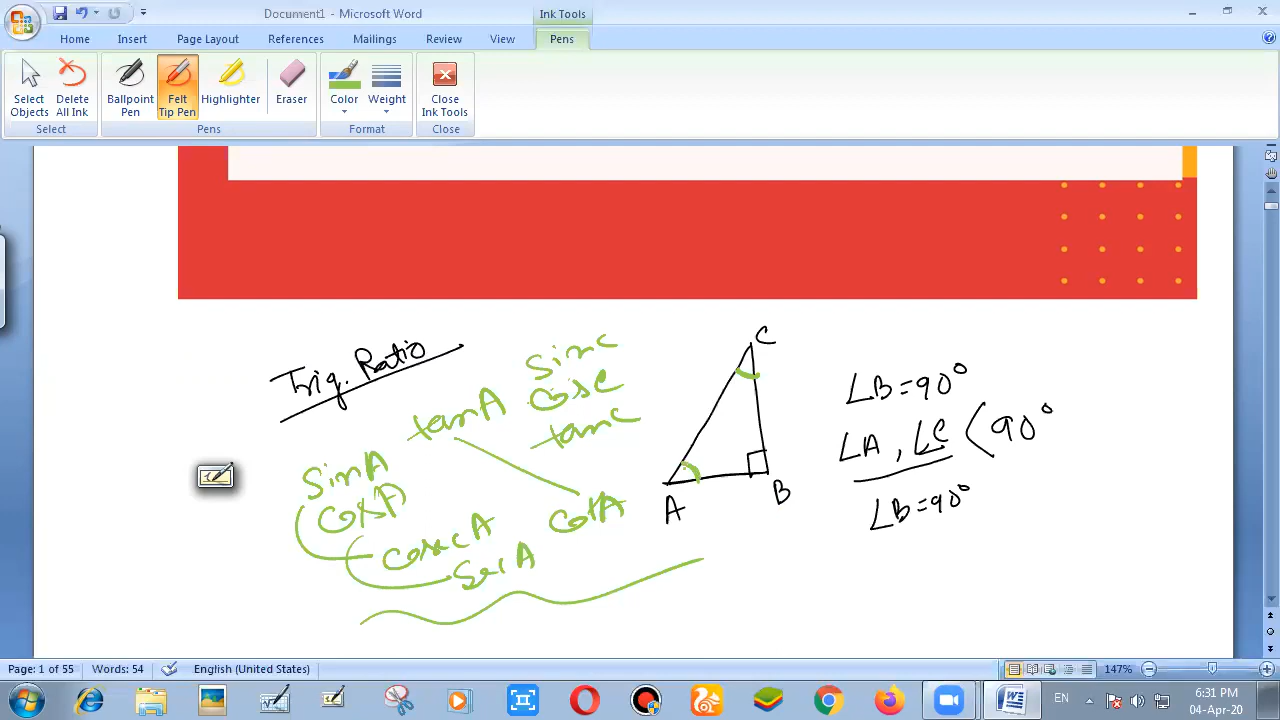 Document1 - Microsoft Word
Ink Tools
Home Insert Page Layout References Mailings Review View Pens
Select Objects
Delete All Ink
Ballpoint Pen
Felt Tip Pen
Highlighter
Eraser
Color
Weight
Close Ink Tools
Select Pens Format Close
Trig. Ratio
sinC
cosC
tanC
tanA
sinA
cosA
cosecA
secA
cotA
C
A
B
∠B=90°
∠A, ∠C < 90°
∠B=90°
Page: 1 of 55 Words: 54 English (United States) 147%
EN 6:31 PM
04-Apr-20